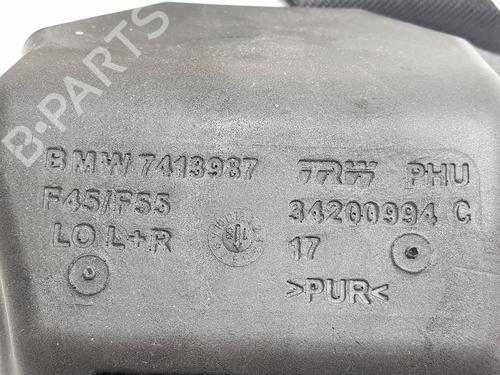 B-PARTS
BMW 7413987 TRW PHU
F45/F55 34200994 C
LO L+R 17
>PUR<